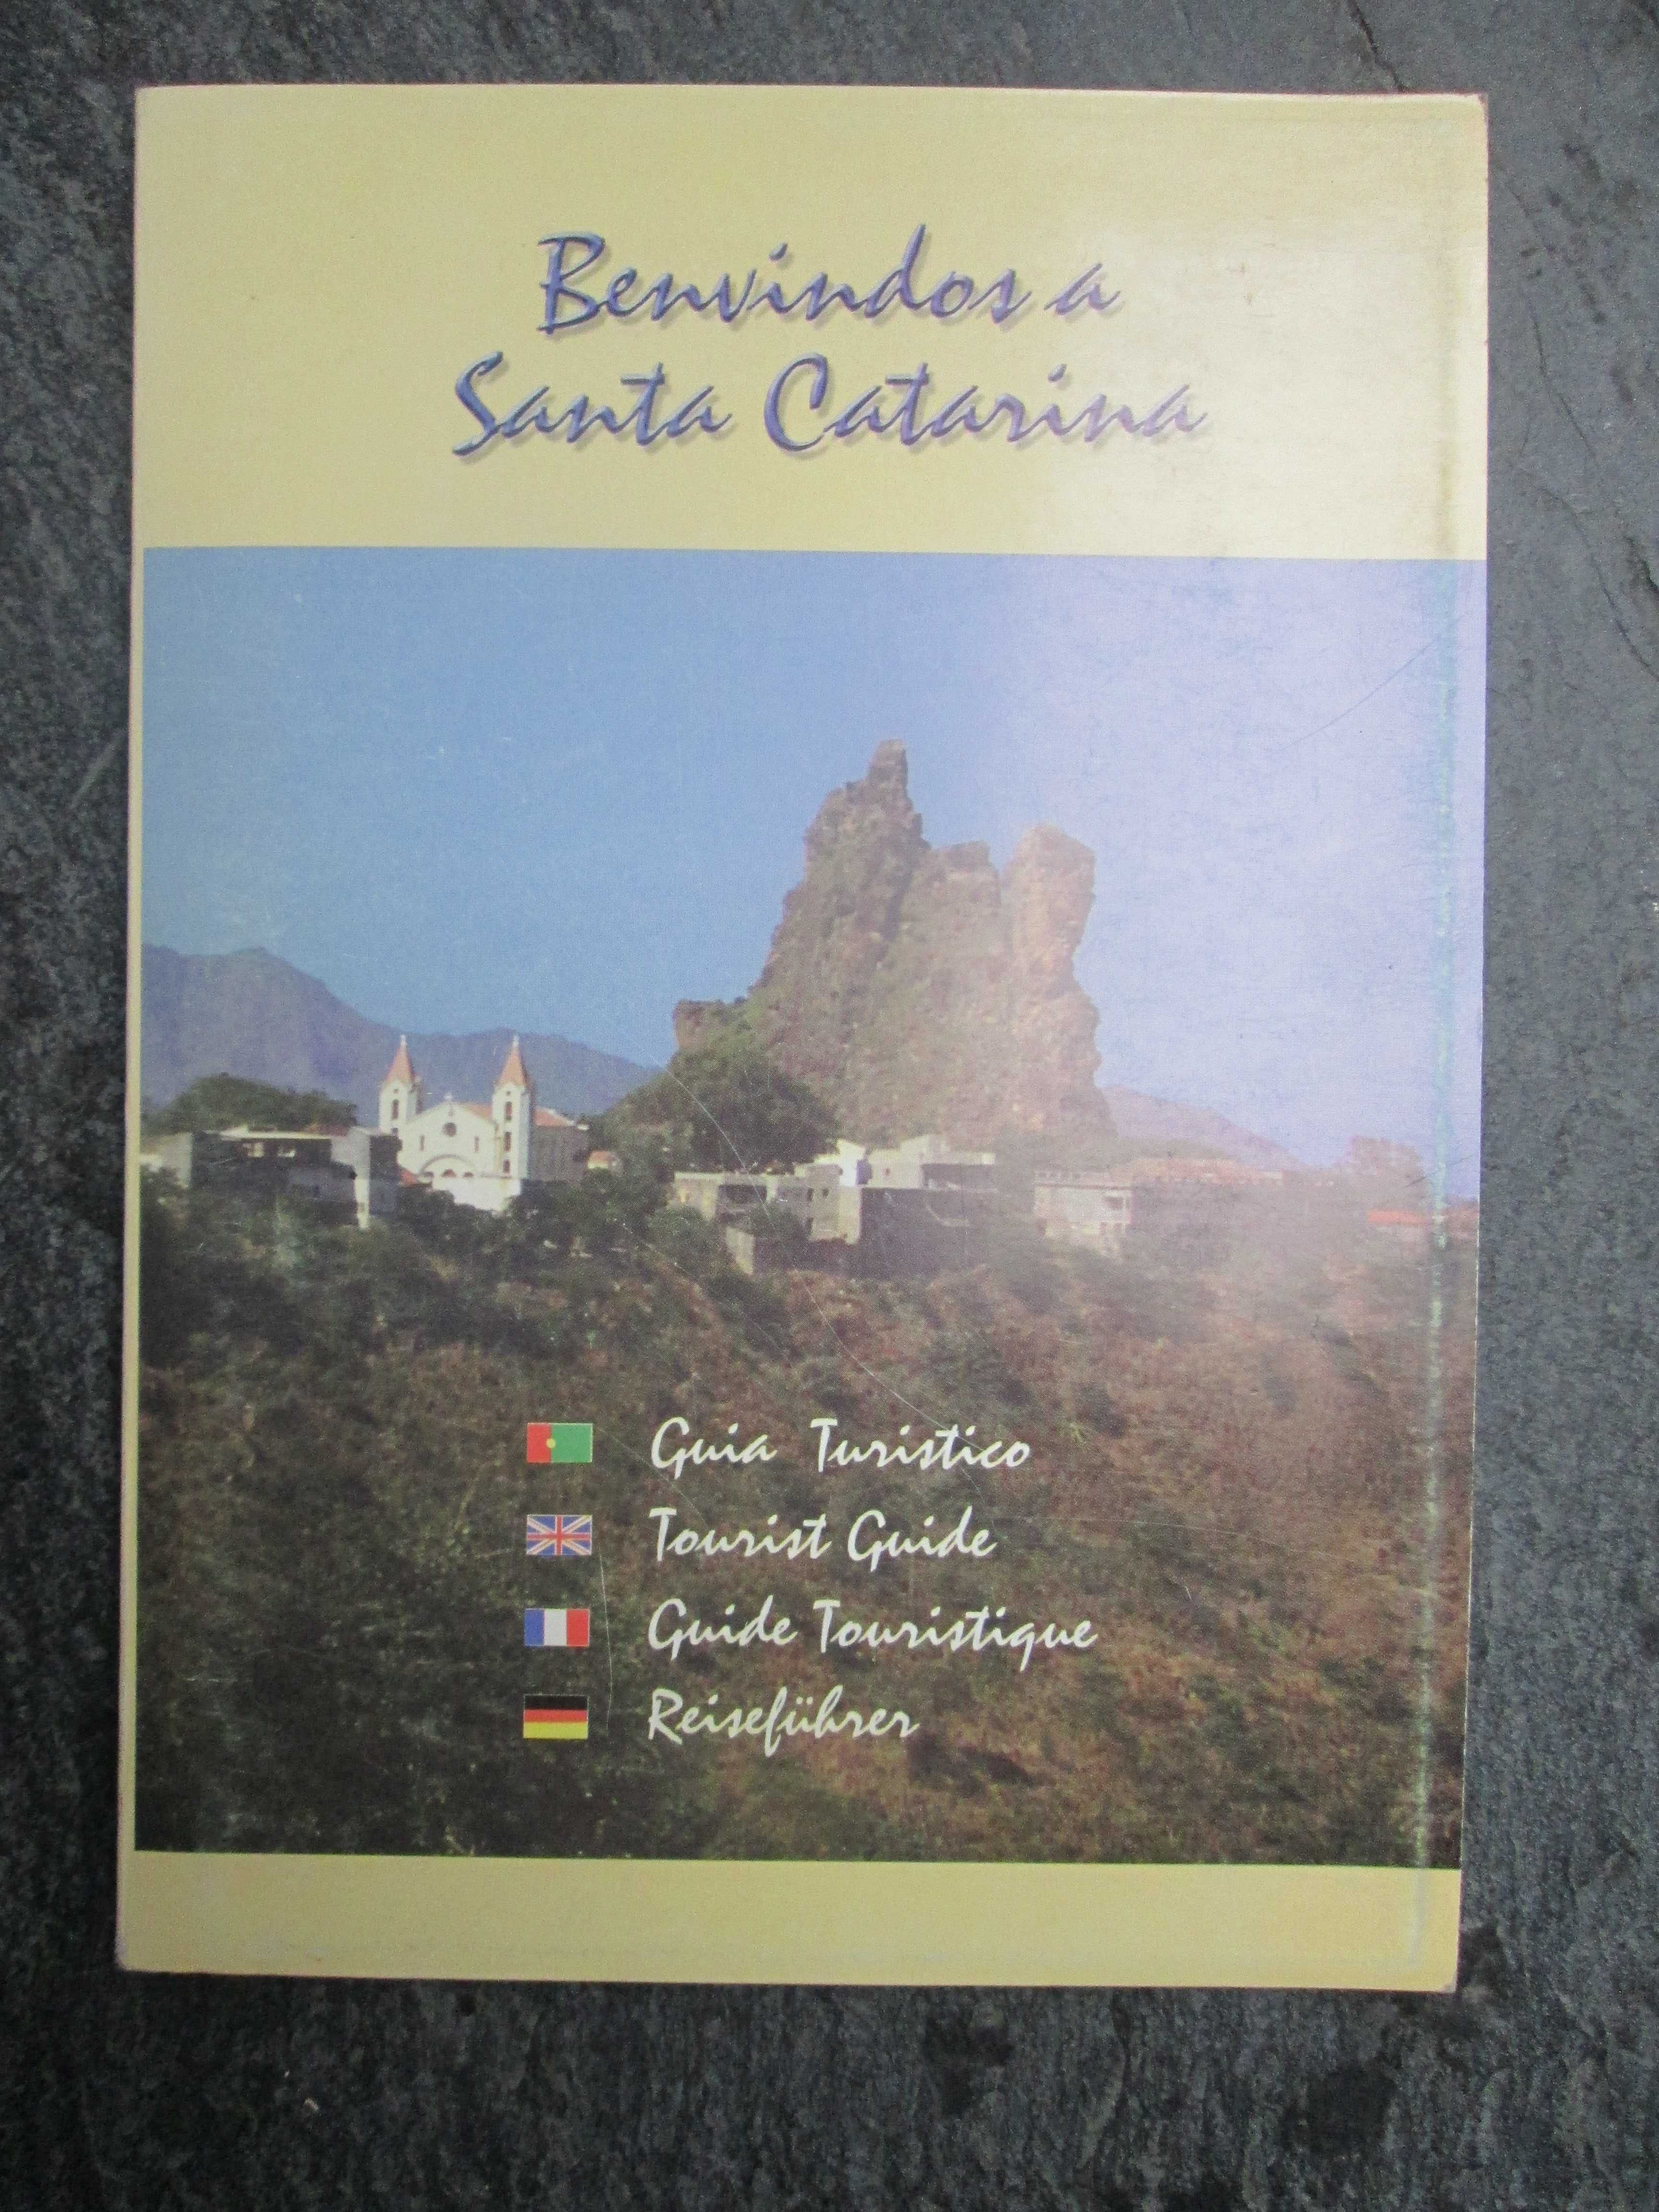 Benvindos a
Santa Catarina
Guia Turistico
Tourist Guide
Guide Touristique
Reiseführer